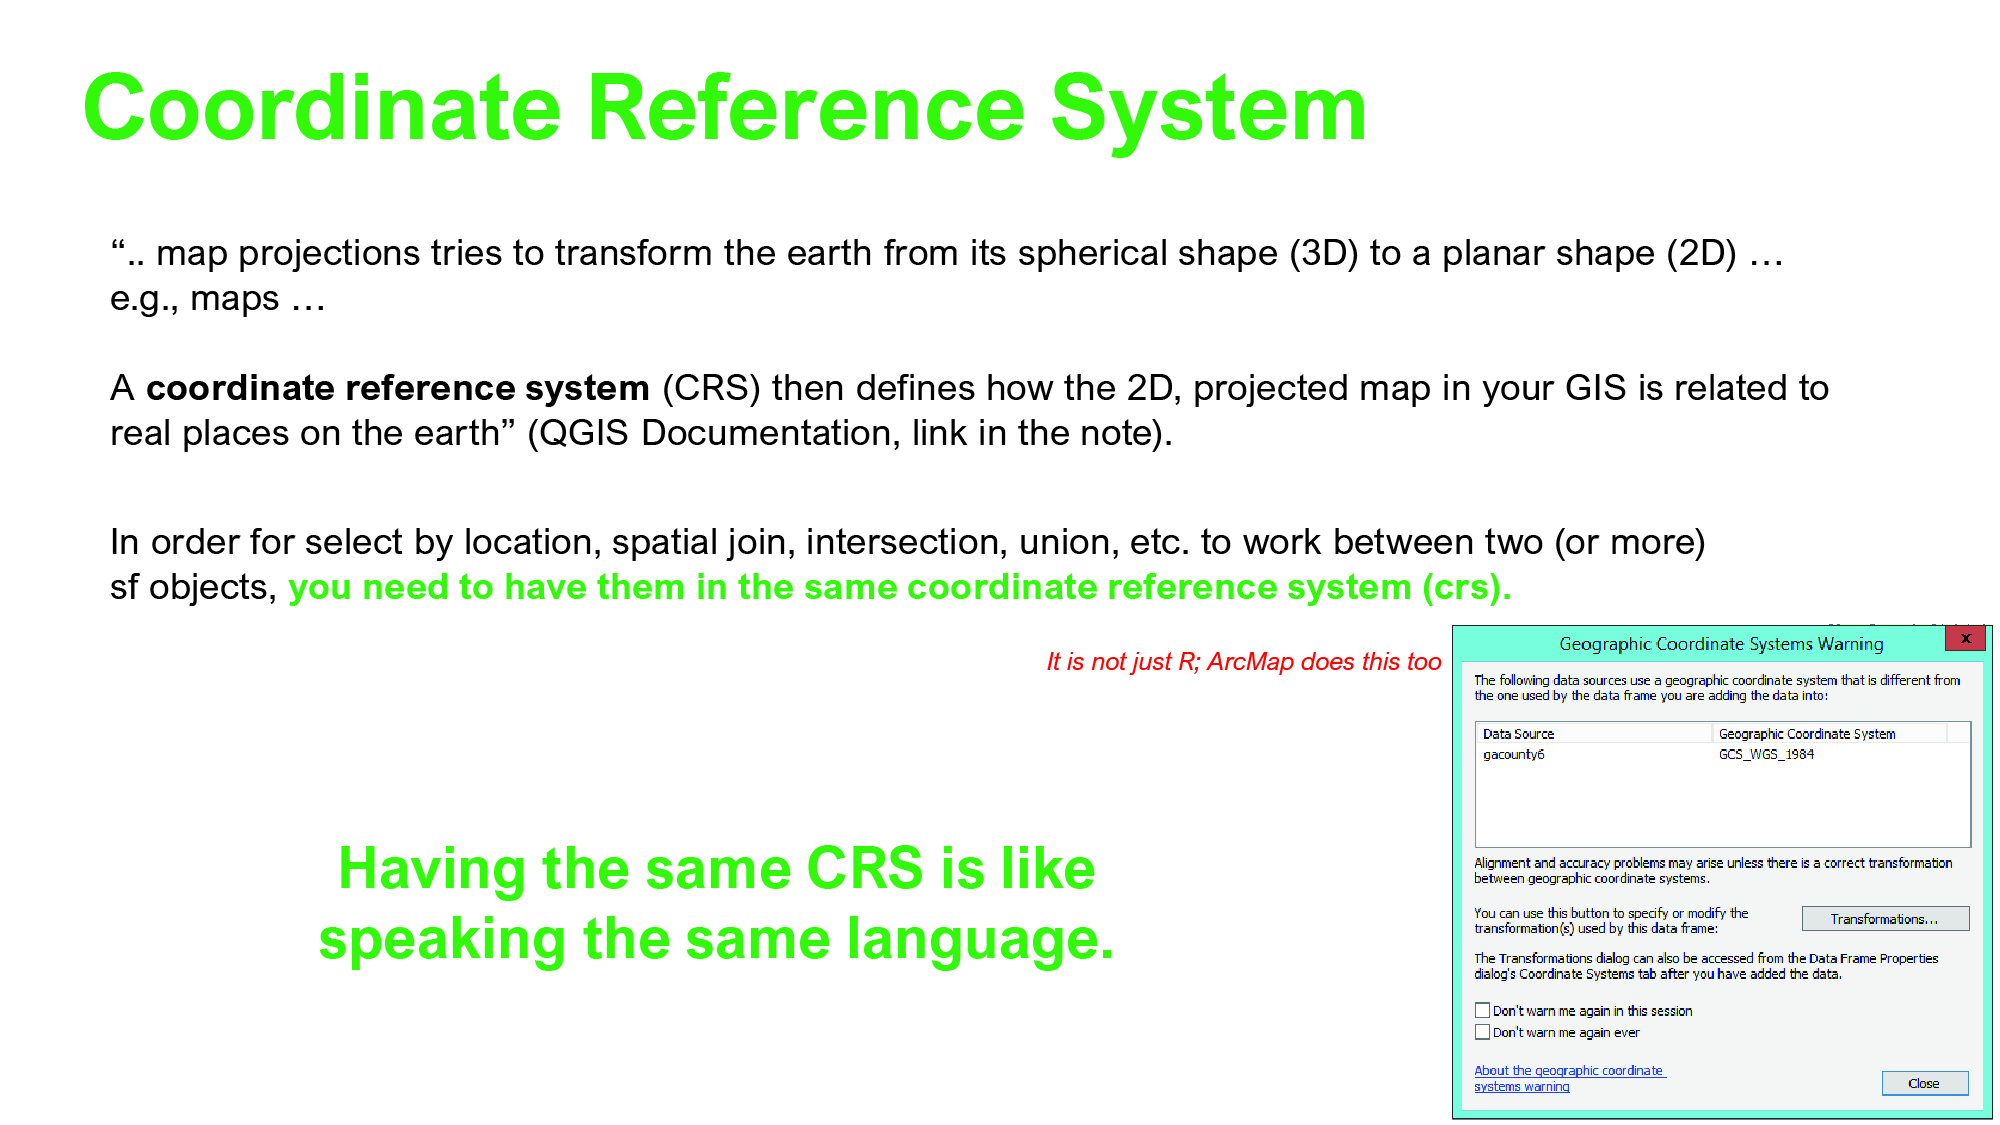 Coordinate Reference System
“.. map projections tries to transform the earth from its spherical shape (3D) to a planar shape (2D) …
e.g., maps …
A coordinate reference system (CRS) then defines how the 2D, projected map in your GIS is related to
real places on the earth” (QGIS Documentation, link in the note).
In order for select by location, spatial join, intersection, union, etc. to work between two (or more)
sf objects, you need to have them in the same coordinate reference system (crs).
It is not just R; ArcMap does this too
Having the same CRS is like
speaking the same language.
Geographic Coordinate Systems Warning
x
The following data sources use a geographic coordinate system that is different from
the one used by the data frame you are adding the data into:
Data Source Geographic Coordinate System
gacounty6 GCS_WGS_1984
Alignment and accuracy problems may arise unless there is a correct transformation
between geographic coordinate systems.
You can use this button to specify or modify the
transformation(s) used by this data frame:
Transformations...
The Transformations dialog can also be accessed from the Data Frame Properties
dialog's Coordinate Systems tab after you have added the data.
Don't warn me again in this session
Don't warn me again ever
About the geographic coordinate
systems warning
Close